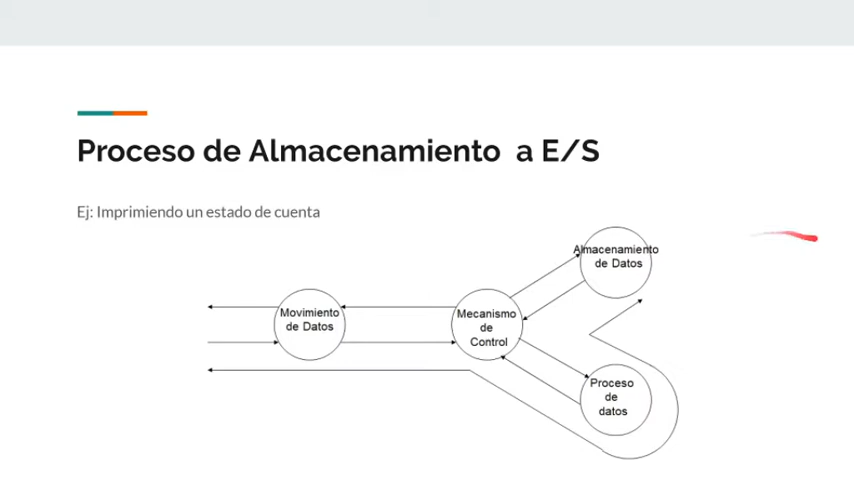 Proceso de Almacenamiento a E/S
Ej: Imprimiendo un estado de cuenta
Almacenamiento
de Datos
Movimiento
de Datos
Mecanismo
de
Control
Proceso
de
datos